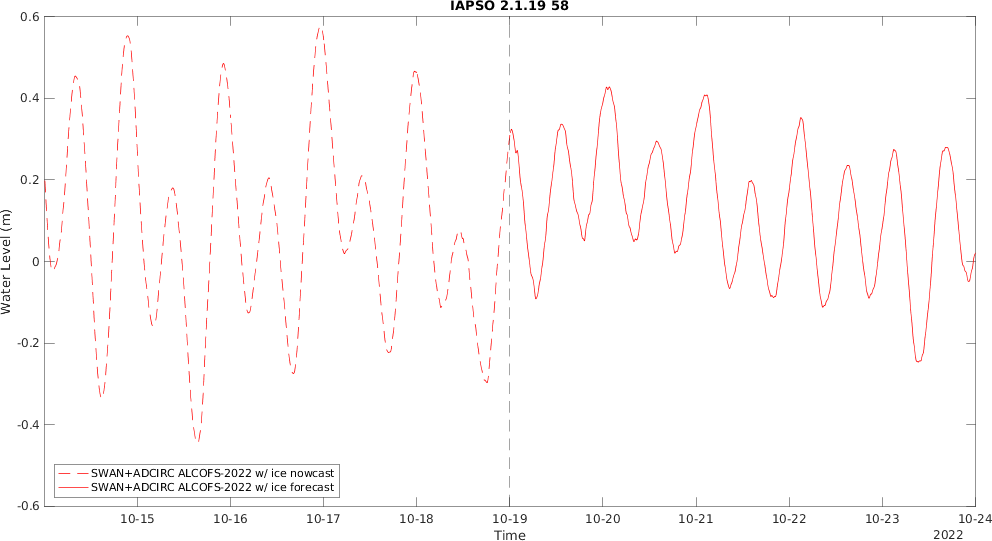 IAPSO 2.1.19 58
0.6
0.4
0.2
0
-0.2
-0.4
-0.6
Water Level (m)
SWAN+ADCIRC ALCOFS-2022 w/ ice nowcast
SWAN+ADCIRC ALCOFS-2022 w/ ice forecast
10-15 10-16 10-17 10-18 10-19 10-20 10-21 10-22 10-23 10-24
Time
2022